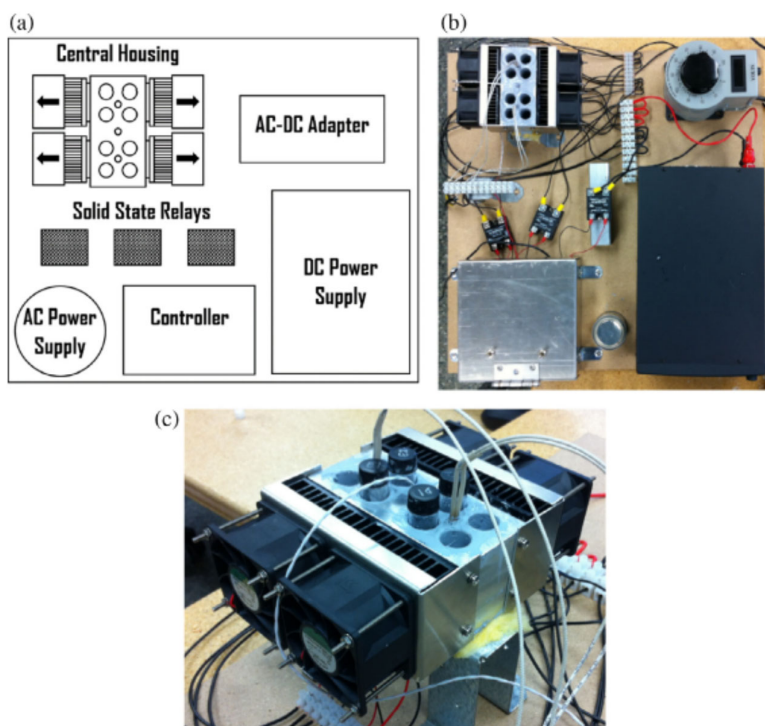 (a)
Central Housing
AC-DC Adapter
Solid State Relays
DC Power
Supply
AC Power
Supply
Controller
(b)
(c)